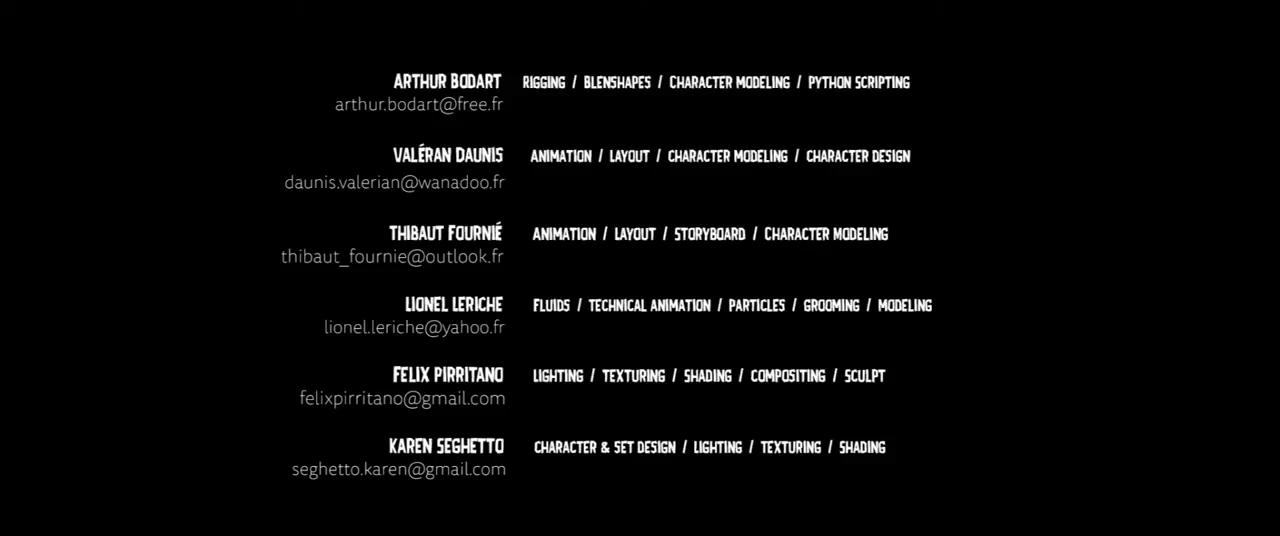 ARTHUR BODART RIGGING / BLENSHAPES / CHARACTER MODELING / PYTHON SCRIPTING
arthur.bodart@free.fr
VALÉRAN DAUNIS ANIMATION / LAYOUT / CHARACTER MODELING / CHARACTER DESIGN
daunis.valerian@wanadoo.fr
THIBAUT FOURNIÉ ANIMATION / LAYOUT / STORYBOARD / CHARACTER MODELING
thibaut_fournie@outlook.fr
LIONEL LERICHE FLUIDS / TECHNICAL ANIMATION / PARTICLES / GROOMING / MODELING
lionel.leriche@yahoo.fr
FELIX PIRRITANO LIGHTING / TEXTURING / SHADING / COMPOSITING / SCULPT
felixpirritano@gmail.com
KAREN SEGHETTO CHARACTER & SET DESIGN / LIGHTING / TEXTURING / SHADING
seghetto.karen@gmail.com